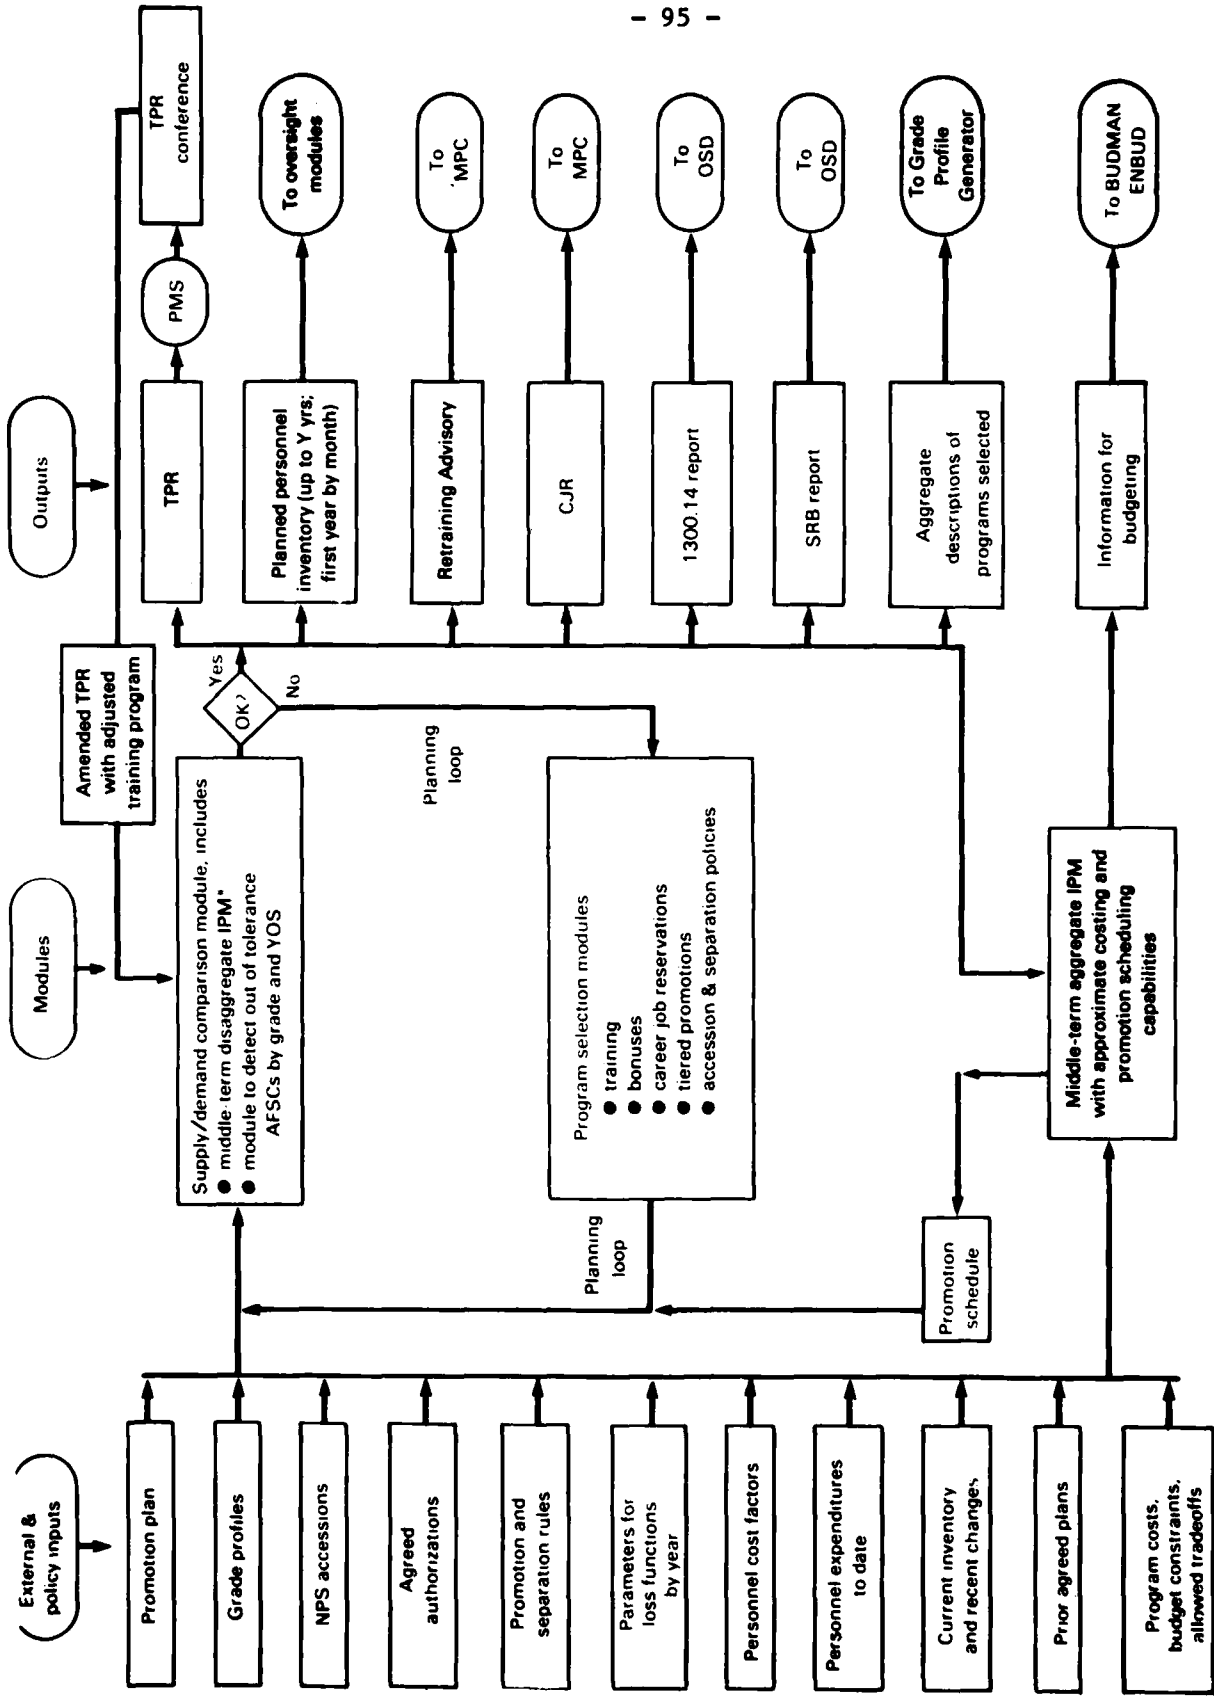 - 95 -
External &
policy inputs
Promotion plan
Grade profiles
NPS accessions
Agreed
authorizations
Promotion and
separation rules
Parameters for
loss functions
by year
Personnel cost factors
Personnel expenditures
to date
Current inventory
and recent changes
Prior agreed plans
Program costs,
budget constraints,
allowed tradeoffs
Modules
Amended TPR
with adjusted
training program
Supply/demand comparison module, includes
● middle-term disaggregate IPM*
● module to detect out of tolerance
AFSCs by grade and YOS
OK?
Yes
No
Planning
loop
Program selection modules
● training
● bonuses
● career job reservations
● tiered promotions
● accession & separation policies
Planning
loop
Promotion
schedule
Middle-term aggregate IPM
with approximate costing and
promotion scheduling
capabilities
Outputs
TPR
PMS
TPR
conference
Planned personnel
inventory (up to Y yrs;
first year by month)
To oversight
modules
Retraining Advisory
To
'MPC
CJR
To
MPC
1300.14 report
To
OSD
SRB report
To
OSD
Aggregate
descriptions of
programs selected
To Grade
Profile
Generator
Information for
budgeting
To BUDMAN
ENBUD